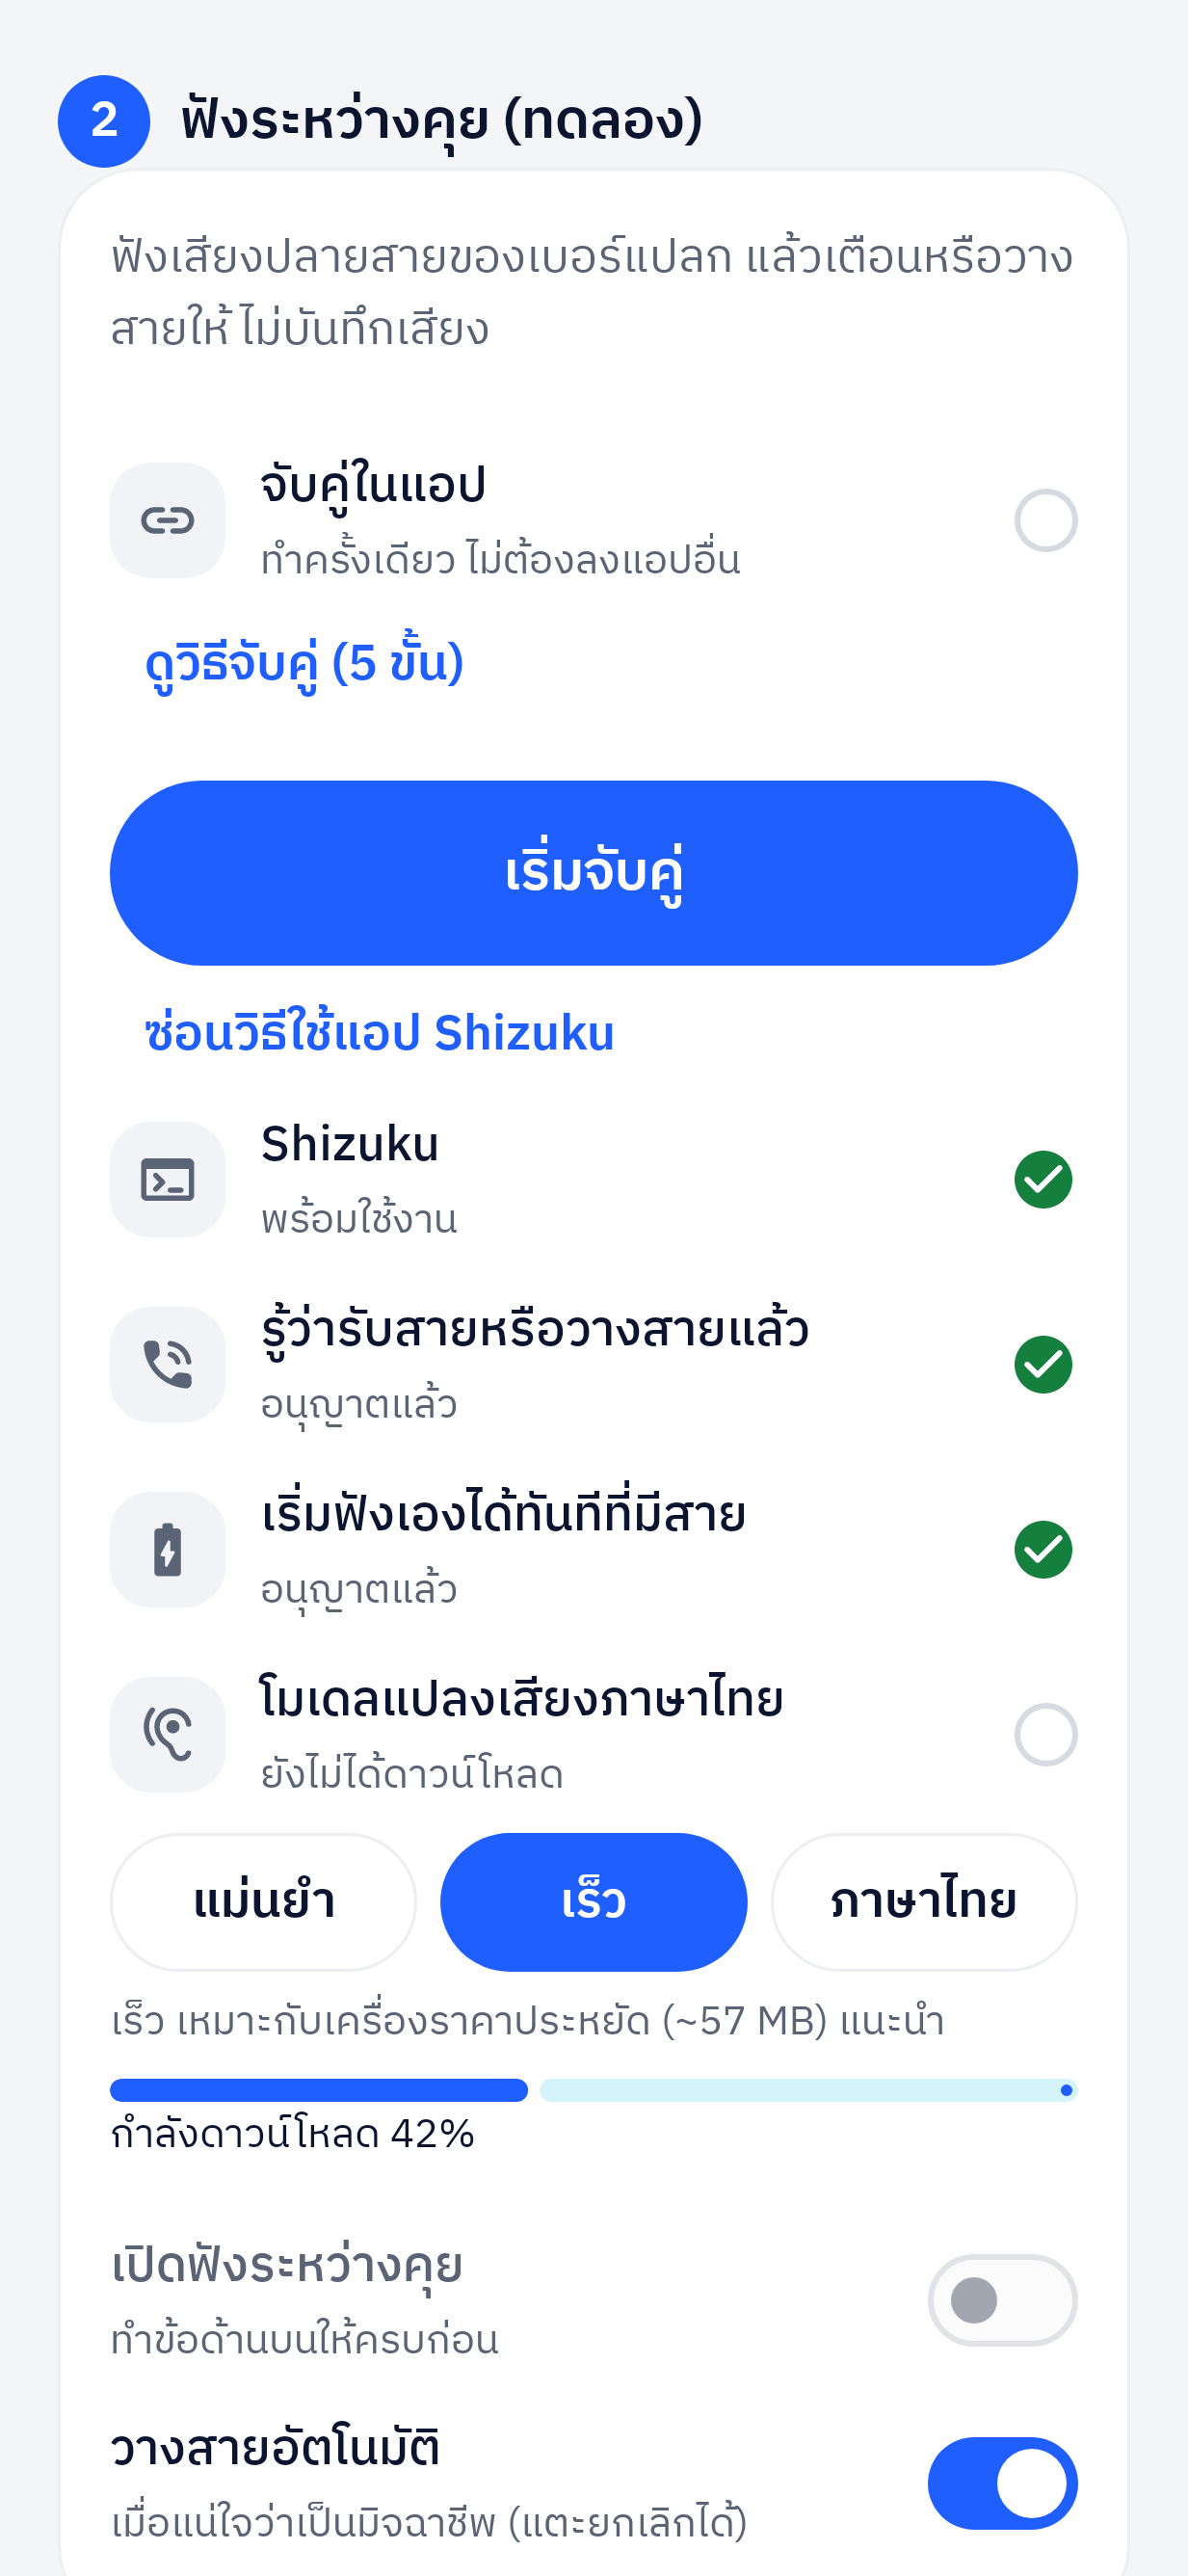 2
ฟังระหว่างคุย (ทดลอง)
ฟังเสียงปลายสายของเบอร์แปลก แล้วเตือนหรือวาง
สายให้ ไม่บันทึกเสียง
จับคู่ในแอป
ทำครั้งเดียว ไม่ต้องลงแอปอื่น
ดูวิธีจับคู่ (5 ขั้น)
เริ่มจับคู่
ซ่อนวิธีใช้แอป Shizuku
Shizuku
พร้อมใช้งาน
รู้ว่ารับสายหรือวางสายแล้ว
อนุญาตแล้ว
เริ่มฟังเองได้ทันทีที่มีสาย
อนุญาตแล้ว
โมเดลแปลงเสียงภาษาไทย
ยังไม่ได้ดาวน์โหลด
แม่นยำ
เร็ว
ภาษาไทย
เร็ว เหมาะกับเครื่องราคาประหยัด (~57 MB) แนะนำ
กำลังดาวน์โหลด 42%
เปิดฟังระหว่างคุย
ทำข้อด้านบนให้ครบก่อน
วางสายอัตโนมัติ
เมื่อแน่ใจว่าเป็นมิจฉาชีพ (แตะยกเลิกได้)